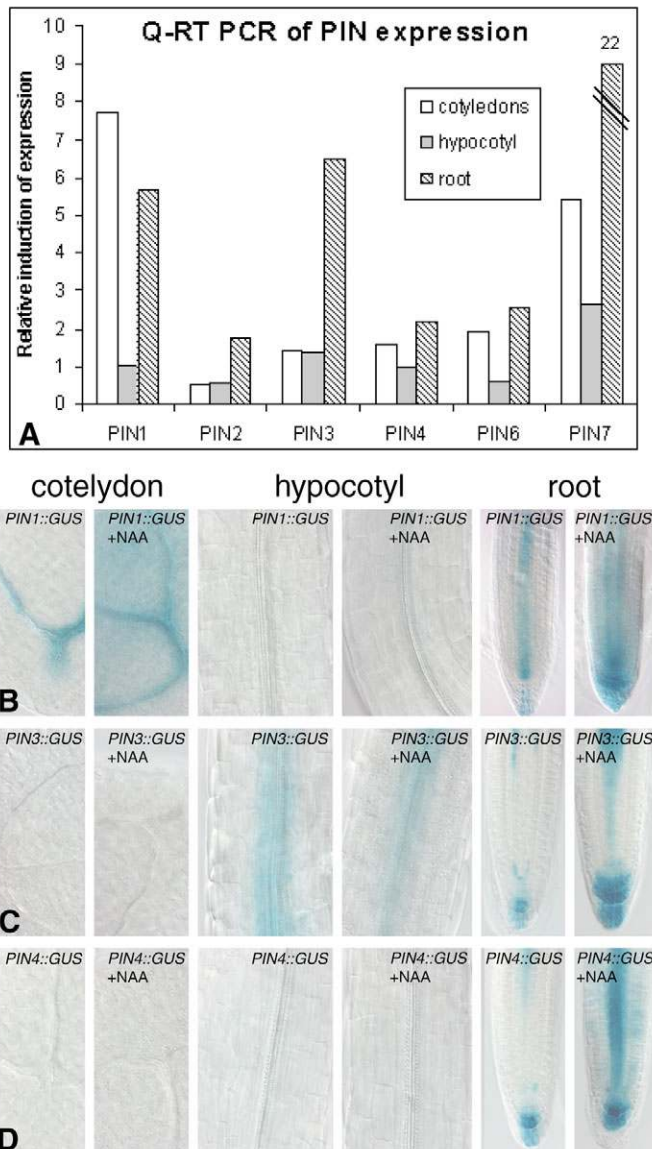 Q-RT PCR of PIN expression
Relative induction of expression
10
9
8
7
6
5
4
3
2
1
0
22
cotyledons
hypocotyl
root
PIN1 PIN2 PIN3 PIN4 PIN6 PIN7
A
cotelydon hypocotyl root
PIN1::GUS PIN1::GUS PIN1::GUS PIN1::GUS PIN1::GUS PIN1::GUS
+NAA +NAA +NAA
B
PIN3::GUS PIN3::GUS PIN3::GUS PIN3::GUS PIN3::GUS PIN3::GUS
+NAA +NAA +NAA
C
PIN4::GUS PIN4::GUS PIN4::GUS PIN4::GUS PIN4::GUS PIN4::GUS
+NAA +NAA +NAA
D